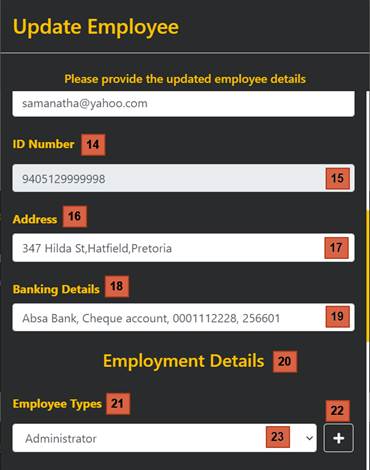 Update Employee
Please provide the updated employee details
samanatha@yahoo.com
ID Number 14
9405129999998 15
Address 16
347 Hilda St,Hatfield,Pretoria 17
Banking Details 18
Absa Bank, Cheque account, 0001112228, 256601 19
Employment Details 20
Employee Types 21
22
Administrator 23
+